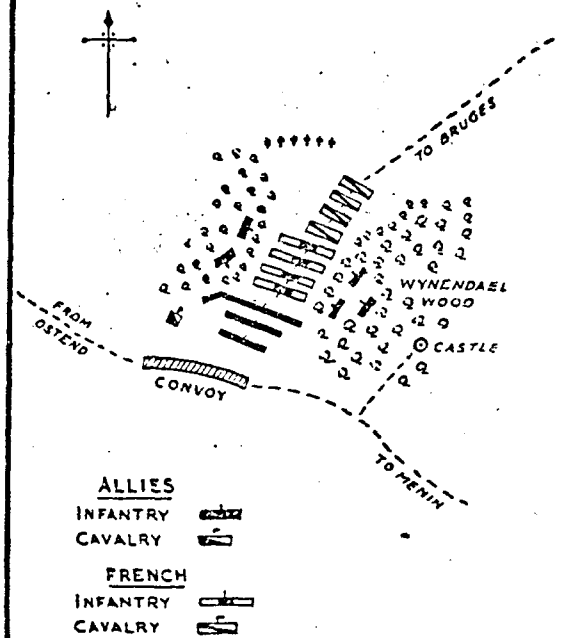 TO BRUGES
WYNENDAEL
WOOD
FROM
OSTEND
CASTLE
CONVOY
TO MENIN
ALLIES
INFANTRY
CAVALRY
FRENCH
INFANTRY
CAVALRY